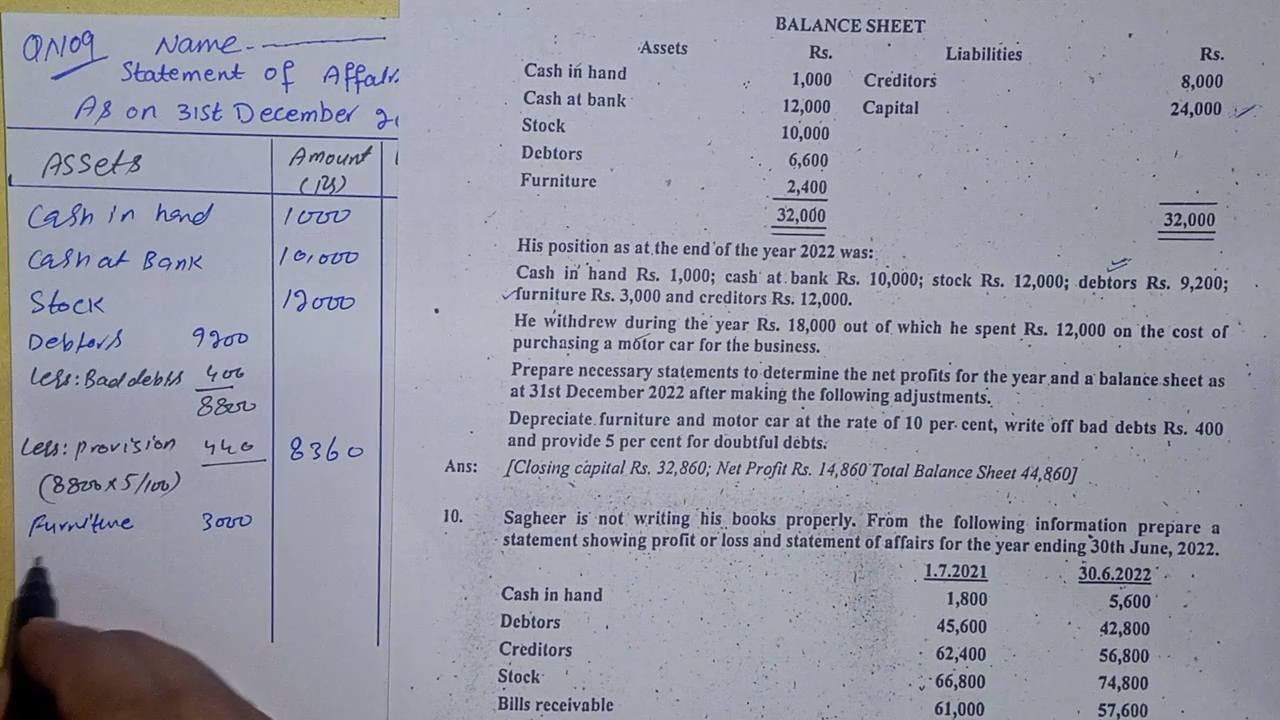 QN09 Name
Statement of Affairs
As on 31st December
Assets Amount (Rs)
Cash in hand 1000
Cash at Bank 10,000
Stock 12000
Debtors 9200
Less: Bad debts 400
8800
Less: provision 440 8360
(8800 x 5/100)
Furniture 3000
BALANCE SHEET
Assets Rs. Liabilities Rs.
Cash in hand 1,000 Creditors 8,000
Cash at bank 12,000 Capital 24,000
Stock 10,000
Debtors 6,600
Furniture 2,400
32,000 32,000
His position as at the end of the year 2022 was:
Cash in hand Rs. 1,000; cash at bank Rs. 10,000; stock Rs. 12,000; debtors Rs. 9,200;
furniture Rs. 3,000 and creditors Rs. 12,000.
He withdrew during the year Rs. 18,000 out of which he spent Rs. 12,000 on the cost of
purchasing a motor car for the business.
Prepare necessary statements to determine the net profits for the year and a balance sheet as
at 31st December 2022 after making the following adjustments.
Depreciate furniture and motor car at the rate of 10 per cent, write off bad debts Rs. 400
and provide 5 per cent for doubtful debts.
Ans: [Closing capital Rs. 32,860; Net Profit Rs. 14,860 Total Balance Sheet 44,860]
10. Sagheer is not writing his books properly. From the following information prepare a
statement showing profit or loss and statement of affairs for the year ending 30th June, 2022.
1.7.2021 30.6.2022
Cash in hand 1,800 5,600
Debtors 45,600 42,800
Creditors 62,400 56,800
Stock 66,800 74,800
Bills receivable 61,000 57,600